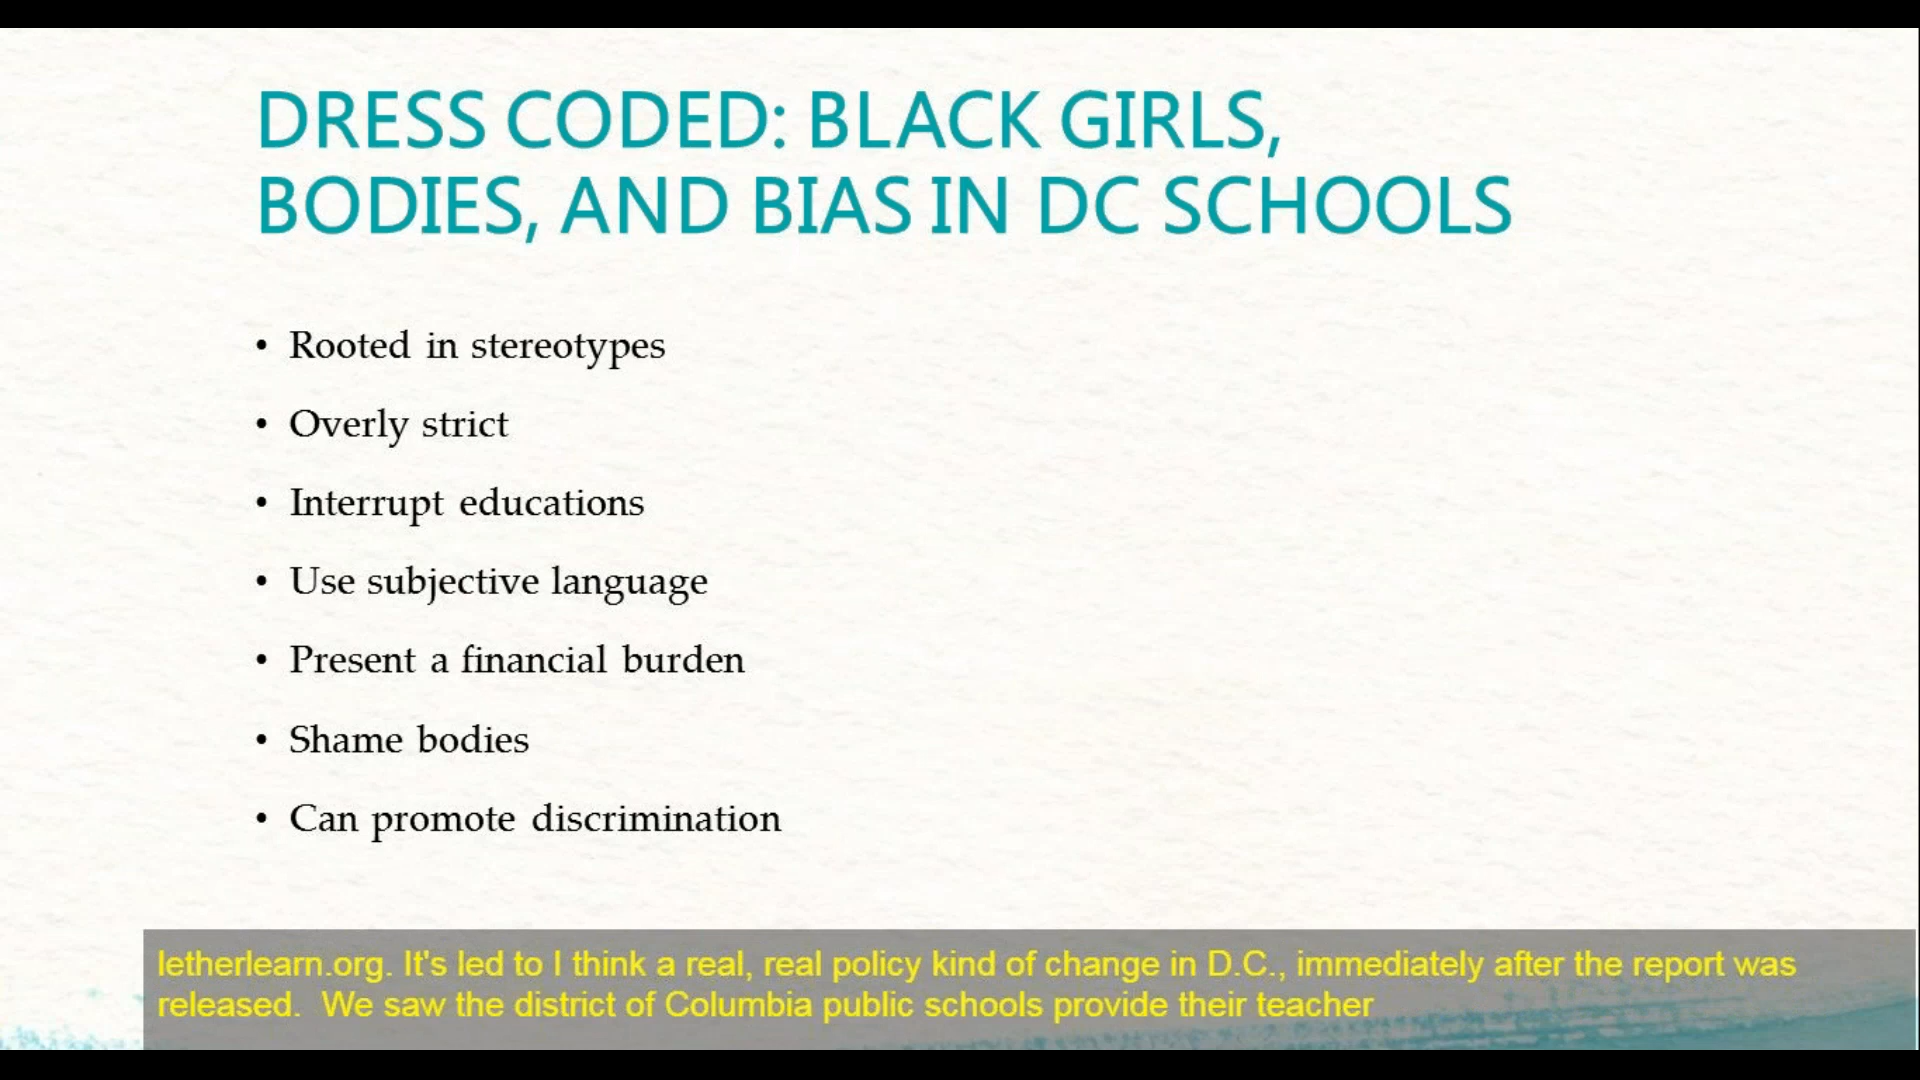 DRESS CODED: BLACK GIRLS,
BODIES, AND BIAS IN DC SCHOOLS
• Rooted in stereotypes
• Overly strict
• Interrupt educations
• Use subjective language
• Present a financial burden
• Shame bodies
• Can promote discrimination
letherlearn.org. It's led to I think a real, real policy kind of change in D.C., immediately after the report was
released.  We saw the district of Columbia public schools provide their teacher